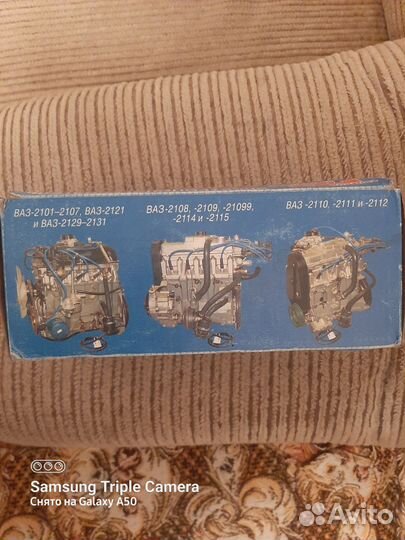 ВАЗ-2101–2107, ВАЗ-2121
и ВАЗ-2129–2131
ВАЗ-2108, -2109, -21099,
-2114 и -2115
ВАЗ -2110, -2111 и -2112
Samsung Triple Camera
Снято на Galaxy A50
Avito